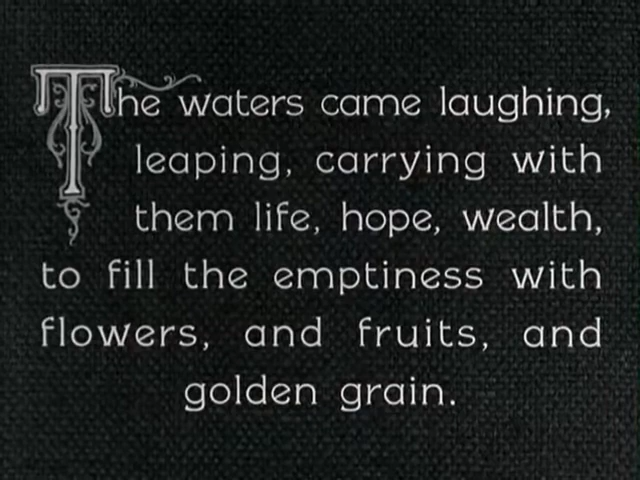 The waters came laughing,
leaping, carrying with
them life, hope, wealth,
to fill the emptiness with
flowers, and fruits, and
golden grain.